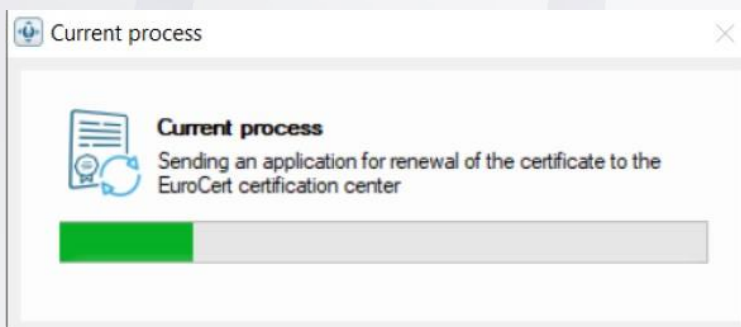 Current process
Current process
Sending an application for renewal of the certificate to the
EuroCert certification center